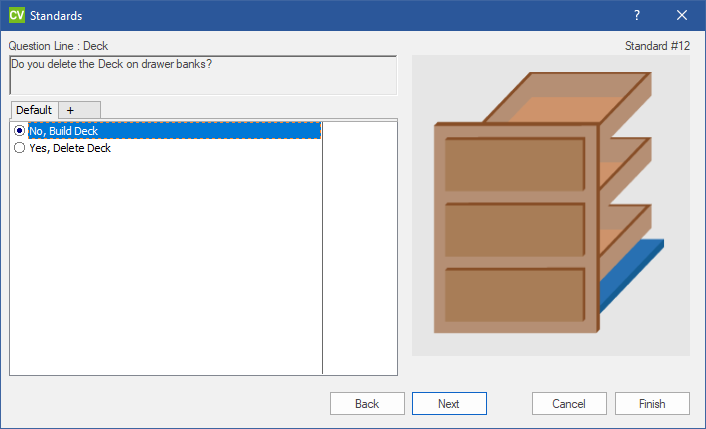 CV Standards ?
Question Line : Deck
Standard #12
Do you delete the Deck on drawer banks?
Default +
No, Build Deck
Yes, Delete Deck
Back Next Cancel Finish